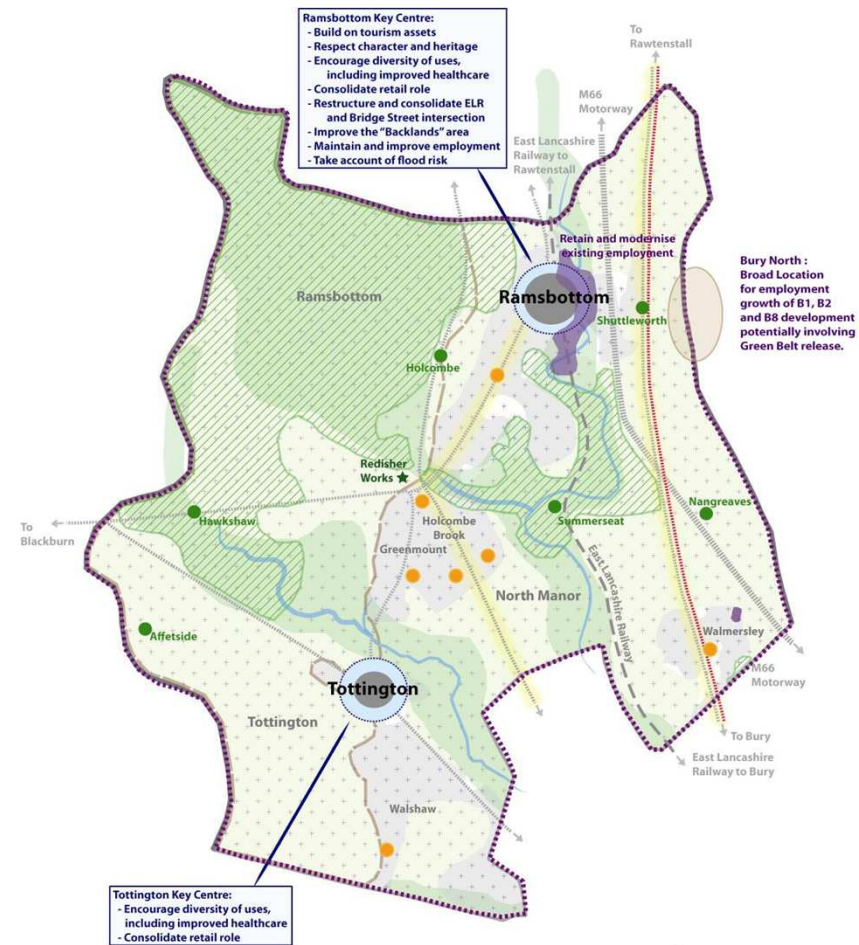 Ramsbottom Key Centre:
- Build on tourism assets
- Respect character and heritage
- Encourage diversity of uses,
including improved healthcare
- Consolidate retail role
- Restructure and consolidate ELR
and Bridge Street intersection
- Improve the "Backlands" area
- Maintain and improve employment
- Take account of flood risk
To
Rawtenstall
M66
Motorway
East Lancashire
Railway to
Rawtenstall
Retain and modernise
existing employment
Ramsbottom
Ramsbottom
Shuttleworth
Bury North :
Broad Location
for employment
growth of B1, B2
and B8 development
potentially involving
Green Belt release.
Holcombe
Redisher
Works
Hawkshaw
To
Blackburn
Holcombe
Brook
Greenmount
Summerseat
Nangreaves
North Manor
East Lancashire Railway
Affetside
Walmersley
M66
Motorway
Tottington
Tottington
To Bury
East Lancashire
Railway to Bury
Walshaw
Tottington Key Centre:
- Encourage diversity of uses,
including improved healthcare
- Consolidate retail role